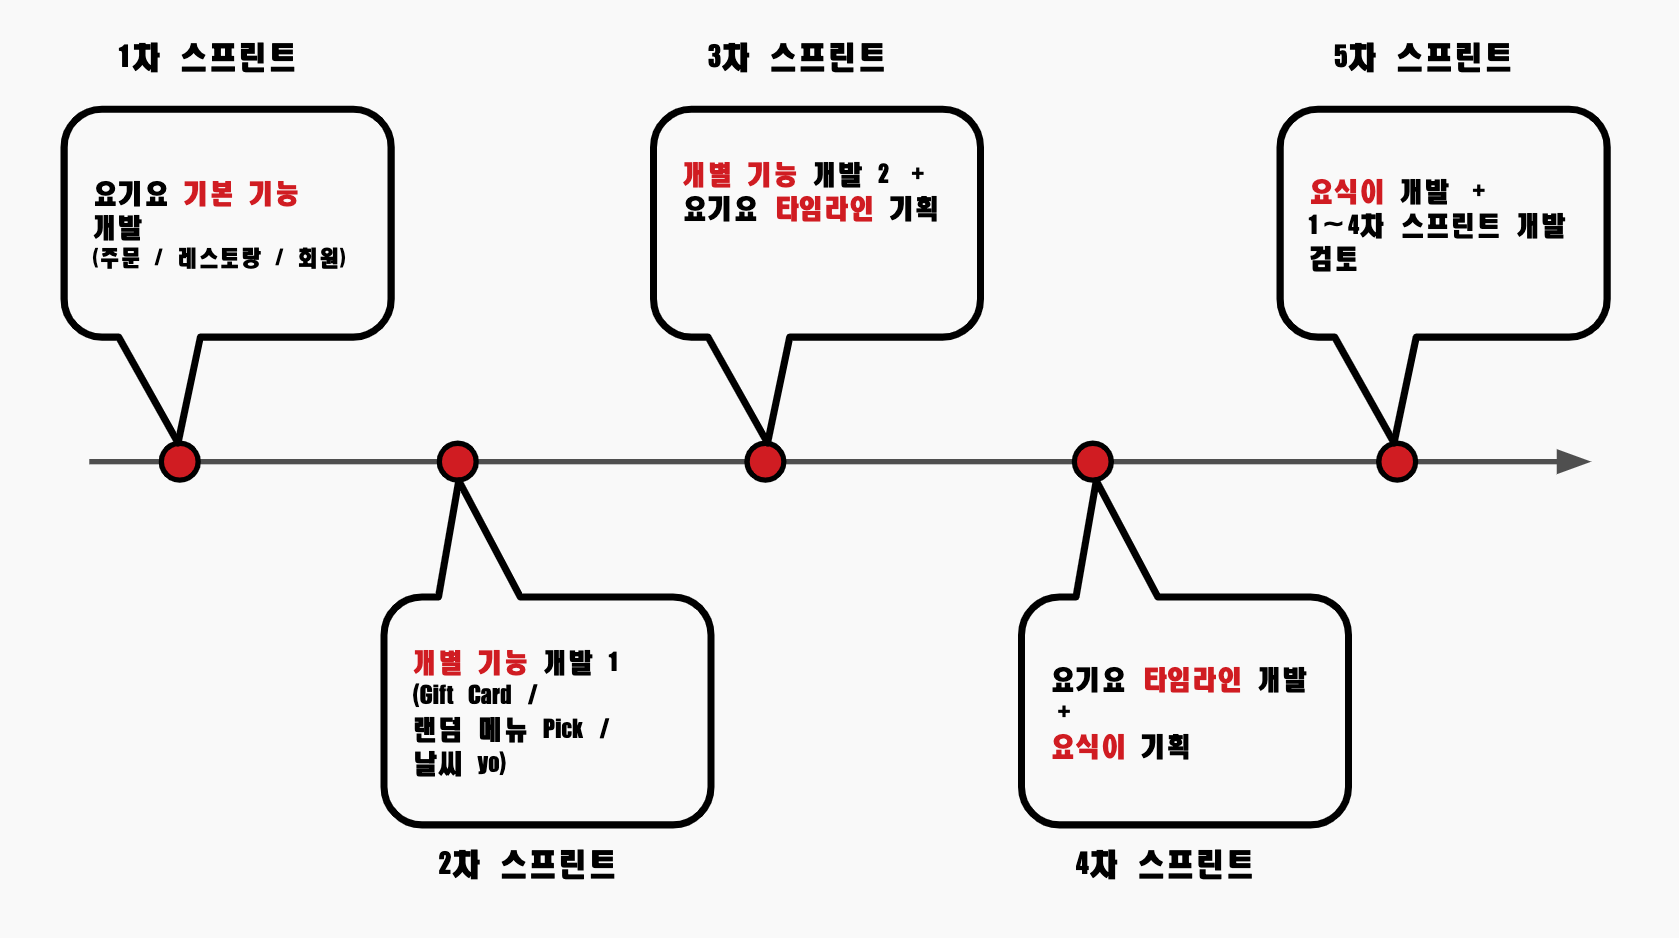 1차 스프린트
요기요 기본 기능
개발
(주문 / 레스토랑 / 회원)
3차 스프린트
개별 기능 개발 2 +
요기요 타임라인 기획
5차 스프린트
요식이 개발 +
1~4차 스프린트 개발
검토
개별 기능 개발 1
(Gift Card /
랜덤 메뉴 Pick /
날씨 yo)
2차 스프린트
요기요 타임라인 개발
+
요식이 기획
4차 스프린트